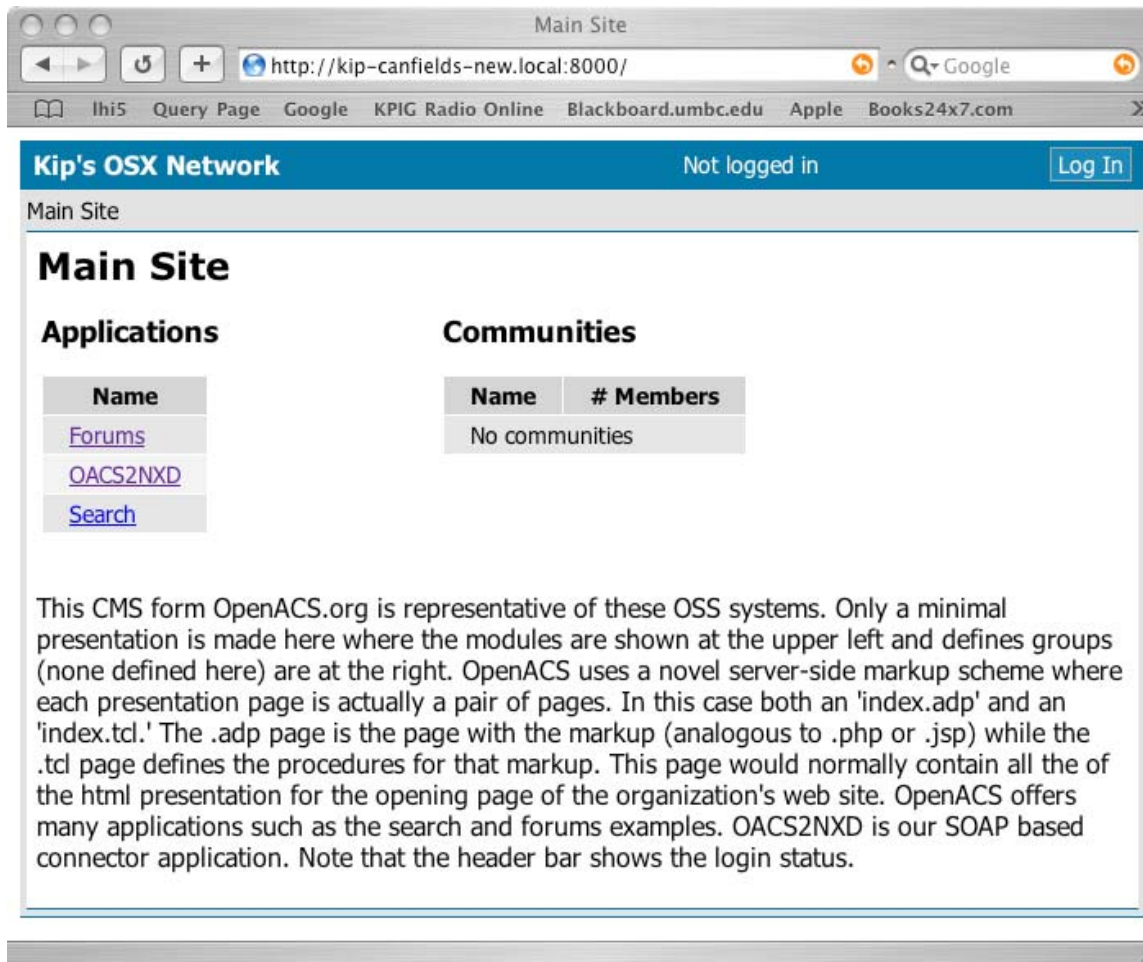 Main Site
http://kip-canfields-new.local:8000/
Google
lhi5 Query Page Google KPIG Radio Online Blackboard.umbc.edu Apple Books24x7.com
Kip's OSX Network Not logged in Log In
Main Site
Main Site
Applications
Name
Forums
OACS2NXD
Search
Communities
Name # Members
No communities
This CMS form OpenACS.org is representative of these OSS systems. Only a minimal
presentation is made here where the modules are shown at the upper left and defines groups
(none defined here) are at the right. OpenACS uses a novel server-side markup scheme where
each presentation page is actually a pair of pages. In this case both an 'index.adp' and an
'index.tcl.' The .adp page is the page with the markup (analogous to .php or .jsp) while the
.tcl page defines the procedures for that markup. This page would normally contain all the of
the html presentation for the opening page of the organization's web site. OpenACS offers
many applications such as the search and forums examples. OACS2NXD is our SOAP based
connector application. Note that the header bar shows the login status.